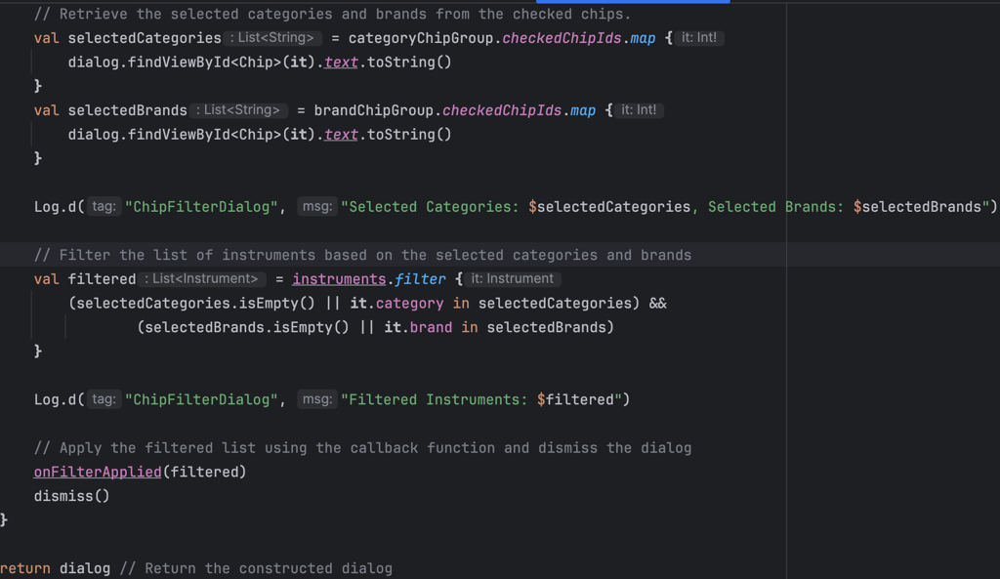 // Retrieve the selected categories and brands from the checked chips.
val selectedCategories : List<String> = categoryChipGroup.checkedChipIds.map { it: Int!
dialog.findViewById<Chip>(it).text.toString()
}
val selectedBrands : List<String> = brandChipGroup.checkedChipIds.map { it: Int!
dialog.findViewById<Chip>(it).text.toString()
}
Log.d( tag: "ChipFilterDialog", msg: "Selected Categories: $selectedCategories, Selected Brands: $selectedBrands")
// Filter the list of instruments based on the selected categories and brands
val filtered : List<Instrument> = instruments.filter { it: Instrument
(selectedCategories.isEmpty() || it.category in selectedCategories) &&
(selectedBrands.isEmpty() || it.brand in selectedBrands)
}
Log.d( tag: "ChipFilterDialog", msg: "Filtered Instruments: $filtered")
// Apply the filtered list using the callback function and dismiss the dialog
onFilterApplied(filtered)
dismiss()
}
return dialog // Return the constructed dialog